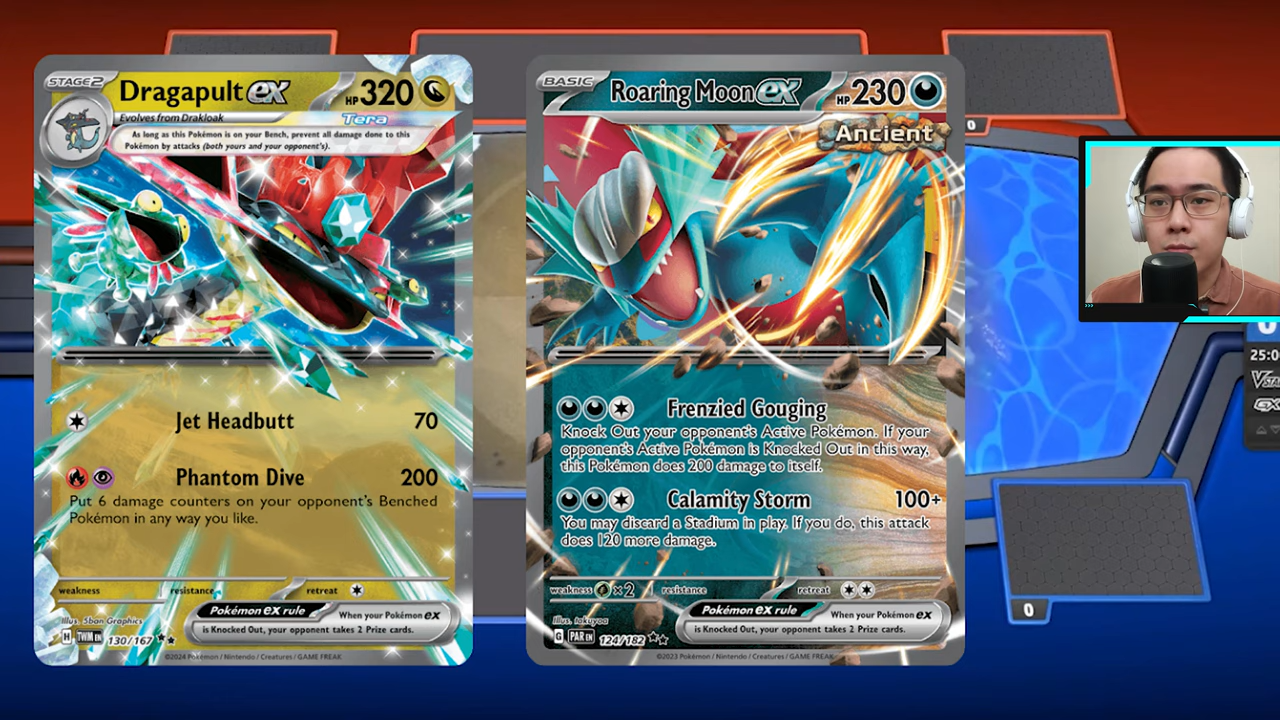 STAGE2
Dragapult ex
HP 320
Evolves from Drakloak
Tera
As long as this Pokémon is on your Bench, prevent all damage done to this
Pokémon by attacks (both yours and your opponent's).
Jet Headbutt 70
Phantom Dive 200
Put 6 damage counters on your opponent's Benched
Pokémon in any way you like.
weakness resistance retreat
Illus. 5ban Graphics
H TWM EN 130/167
Pokémon ex rule When your Pokémon ex
is Knocked Out, your opponent takes 2 Prize cards.
©2024 Pokémon / Nintendo / Creatures / GAME FREAK
BASIC
Roaring Moon ex
HP 230
Ancient
Frenzied Gouging
Knock Out your opponent's Active Pokémon. If your
opponent's Active Pokémon is Knocked Out in this way,
this Pokémon does 200 damage to itself.
Calamity Storm 100+
You may discard a Stadium in play. If you do, this attack
does 120 more damage.
weakness ×2 resistance retreat
Illus. takuyoa
G PAR EN 124/182
Pokémon ex rule When your Pokémon ex
is Knocked Out, your opponent takes 2 Prize cards.
©2023 Pokémon / Nintendo / Creatures / GAME FREAK
0
0
0
25:0
VSTAR
GX